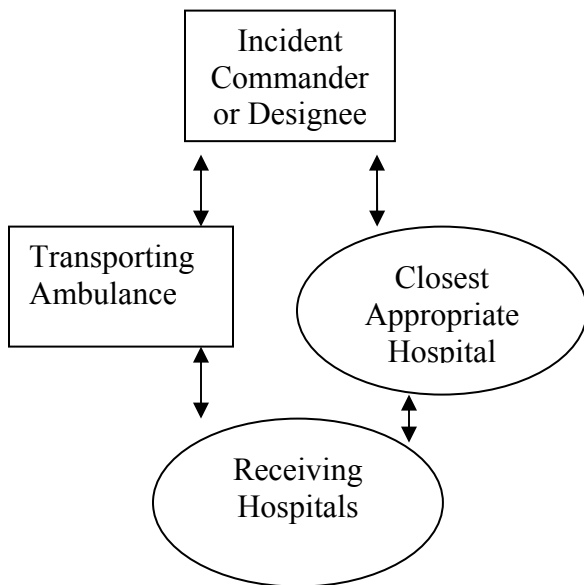 Incident
Commander
or Designee
Transporting
Ambulance
Closest
Appropriate
Hospital
Receiving
Hospitals